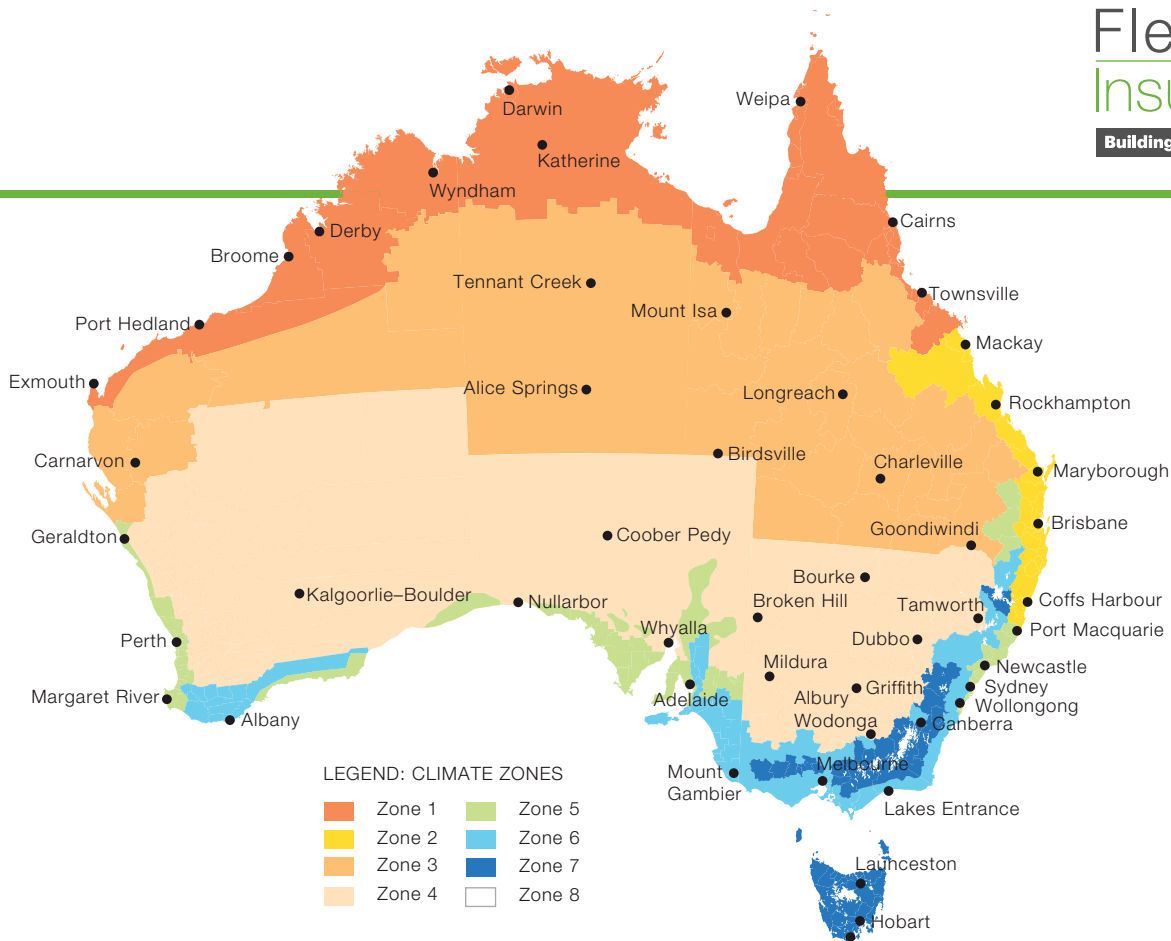 Fle
Insu
Building
Weipa
Darwin
Katherine
Wyndham
Cairns
Derby
Broome
Tennant Creek
Townsville
Mount Isa
Port Hedland
Mackay
Exmouth
Alice Springs
Longreach
Rockhampton
Birdsville
Carnarvon
Charleville
Maryborough
Brisbane
Goondiwindi
Geraldton
Coober Pedy
Bourke
Kalgoorlie–Boulder
Nullarbor
Broken Hill
Tamworth
Coffs Harbour
Whyalla
Port Macquarie
Perth
Dubbo
Mildura
Newcastle
Margaret River
Adelaide
Albury
Wodonga
Griffith
Sydney
Wollongong
Albany
Canberra
Melbourne
Mount
Gambier
Lakes Entrance
LEGEND: CLIMATE ZONES
Zone 1
Zone 2
Zone 3
Zone 4
Zone 5
Zone 6
Zone 7
Zone 8
Launceston
Hobart